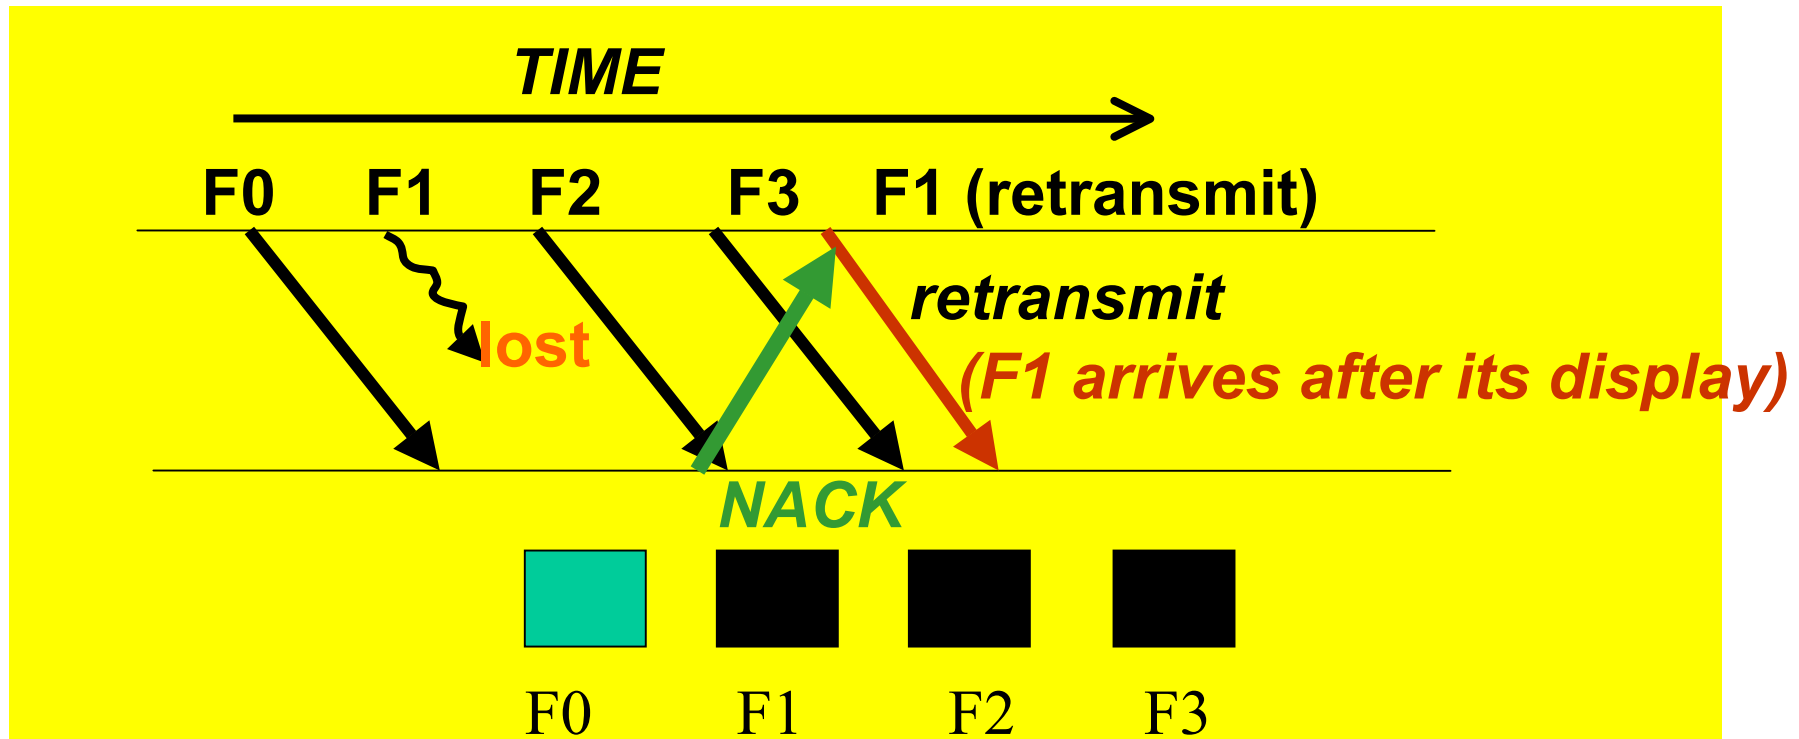 TIME
F0 F1 F2 F3 F1 (retransmit)
retransmit
lost
(F1 arrives after its display)
NACK
F0 F1 F2 F3